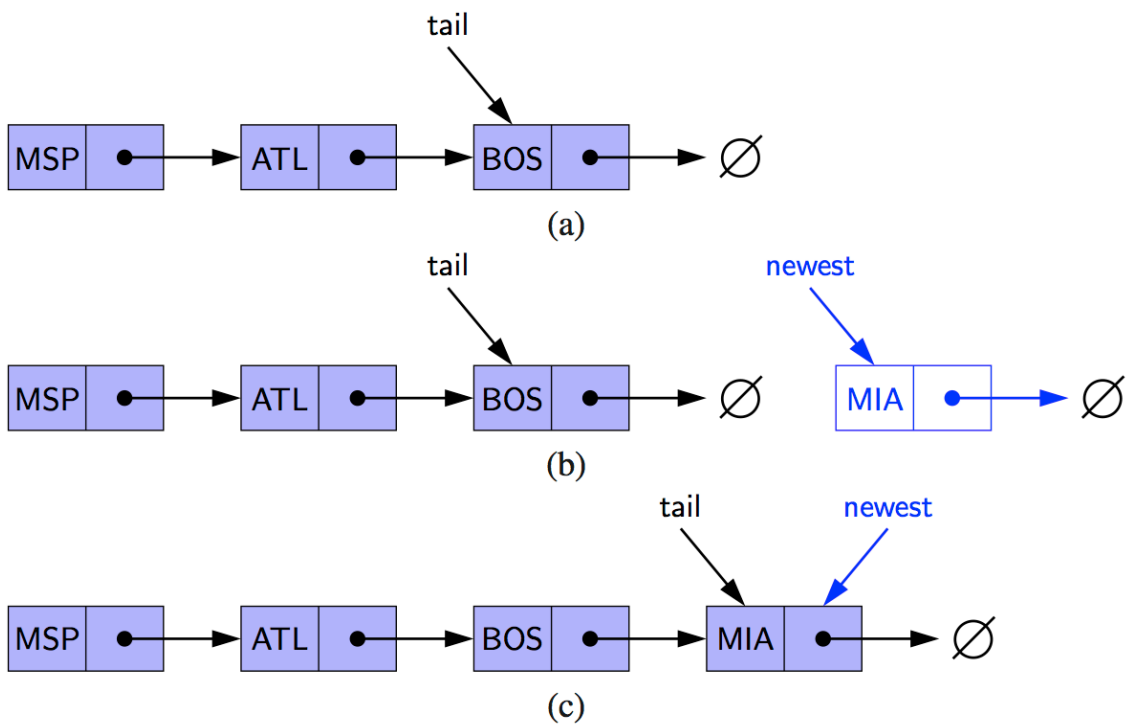 tail
MSP ATL BOS ∅
(a)
tail newest
MSP ATL BOS ∅ MIA ∅
(b)
tail newest
MSP ATL BOS MIA ∅
(c)